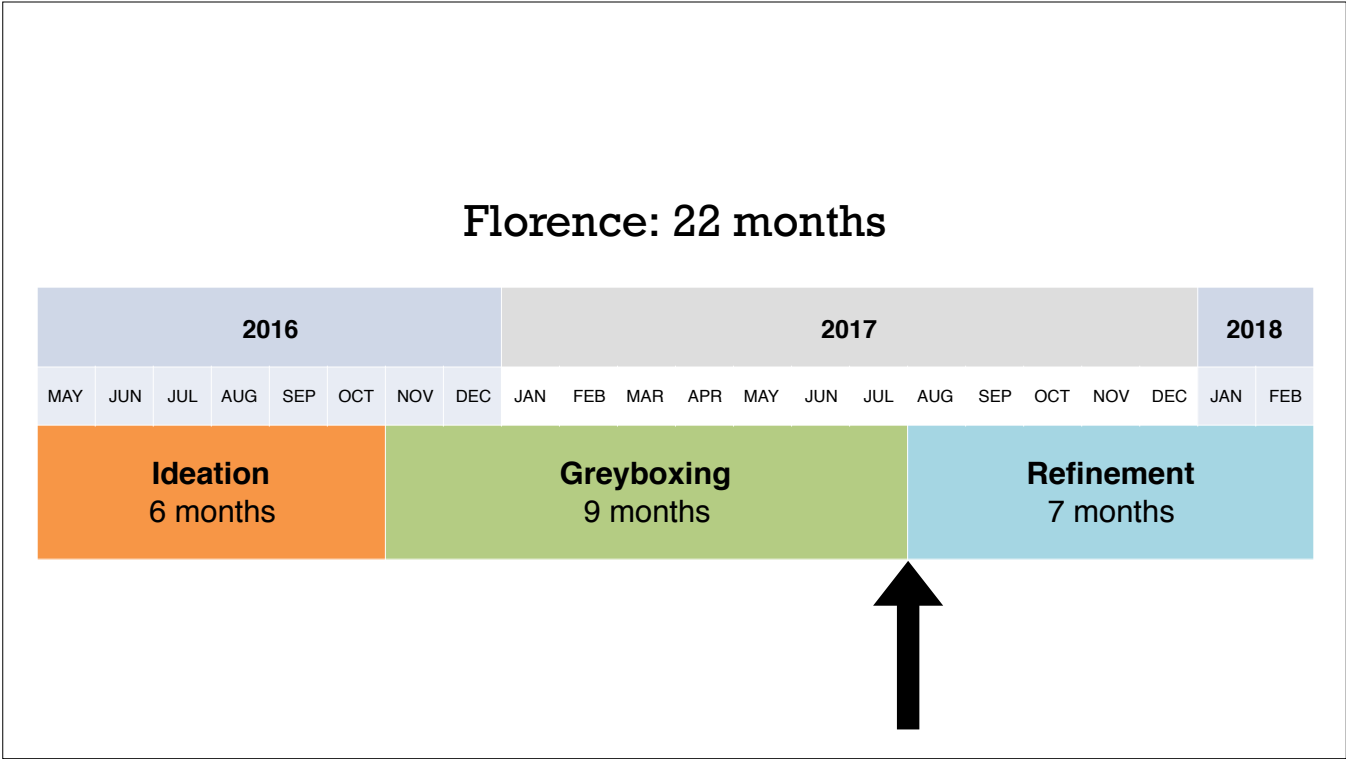 Florence: 22 months
2016 2017 2018
MAY JUN JUL AUG SEP OCT NOV DEC JAN FEB MAR APR MAY JUN JUL AUG SEP OCT NOV DEC JAN FEB
Ideation Greyboxing Refinement
6 months 9 months 7 months